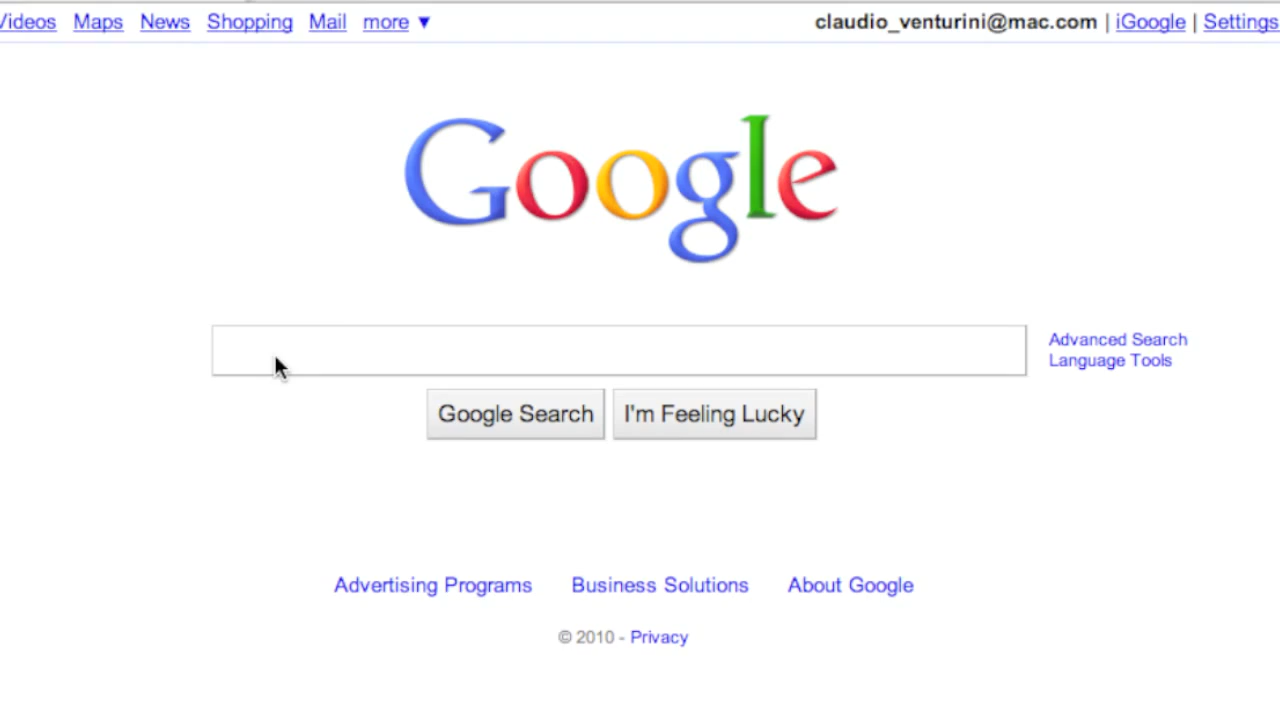 Videos Maps News Shopping Mail more ▼ claudio_venturini@mac.com | iGoogle | Settings
Google
Advanced Search
Language Tools
Google Search I'm Feeling Lucky
Advertising Programs Business Solutions About Google
© 2010 - Privacy